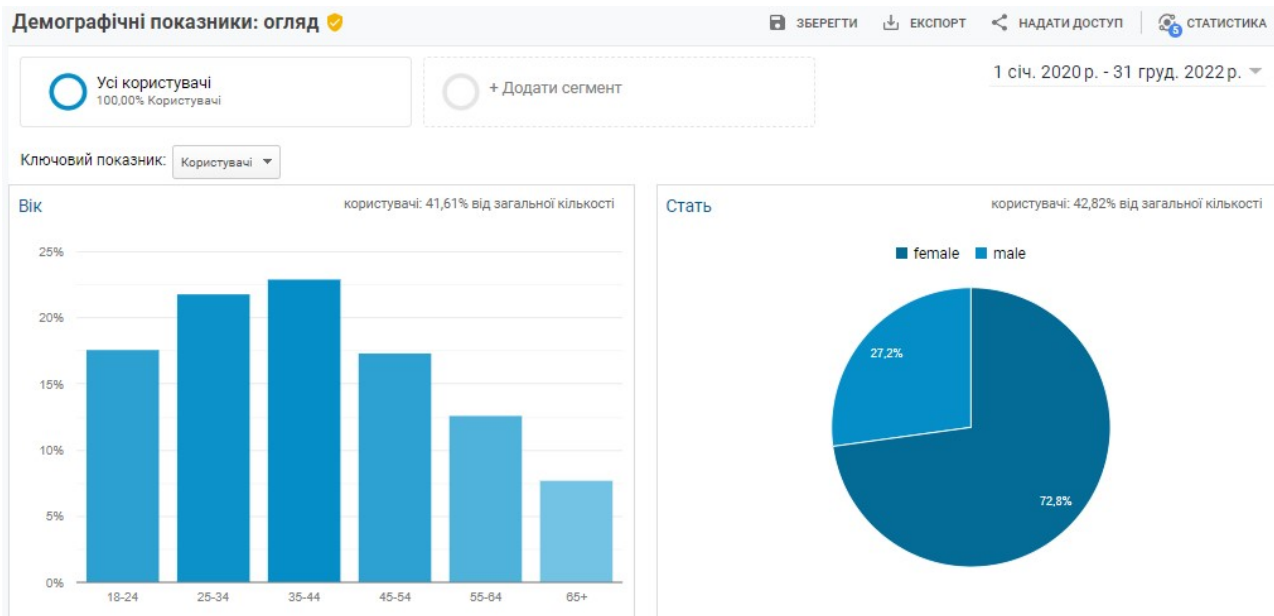 Демографічні показники: огляд
ЗБЕРЕГТИ ЕКСПОРТ НАДАТИ ДОСТУП 5 СТАТИСТИКА
Усі користувачі
100,00% Користувачі
+ Додати сегмент
1 січ. 2020 р. - 31 груд. 2022 р.
Ключовий показник: Користувачі
Вік
користувачі: 41,61% від загальної кількості
25%
20%
15%
10%
5%
0%
18-24 25-34 35-44 45-54 55-64 65+
Стать
користувачі: 42,82% від загальної кількості
female male
27,2%
72,8%